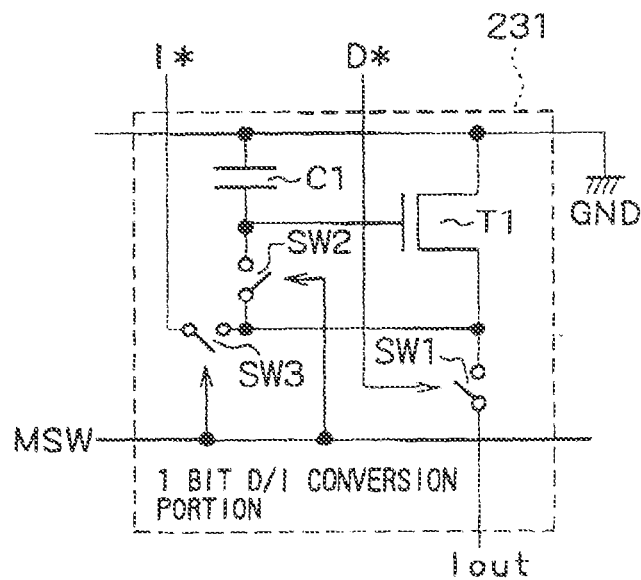 231
I* D*
C1
GND
T1
SW2
SW1
SW3
MSW
1 BIT D/I CONVERSION
PORTION
Iout